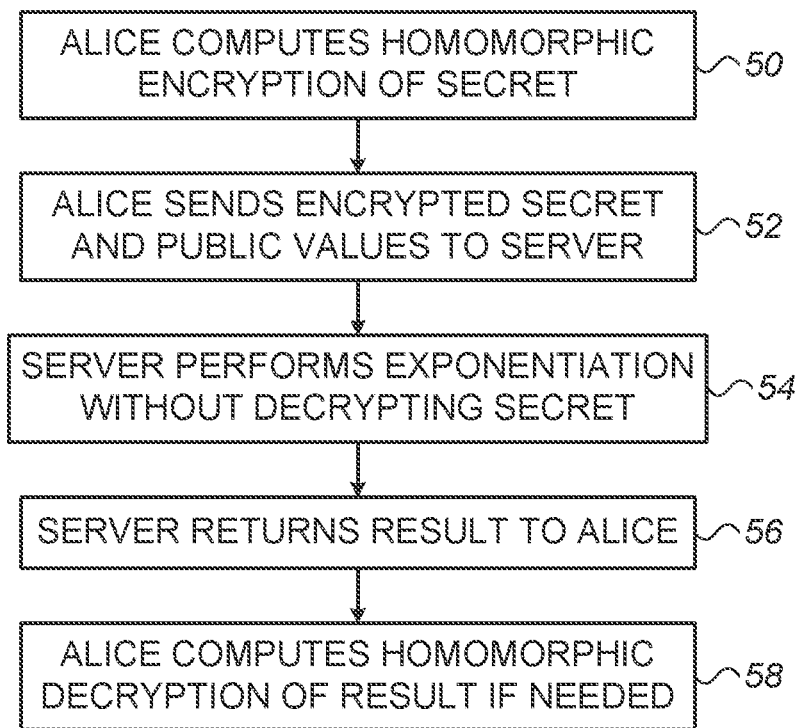 ALICE COMPUTES HOMOMORPHIC
ENCRYPTION OF SECRET
50
ALICE SENDS ENCRYPTED SECRET
AND PUBLIC VALUES TO SERVER
52
SERVER PERFORMS EXPONENTIATION
WITHOUT DECRYPTING SECRET
54
SERVER RETURNS RESULT TO ALICE
56
ALICE COMPUTES HOMOMORPHIC
DECRYPTION OF RESULT IF NEEDED
58